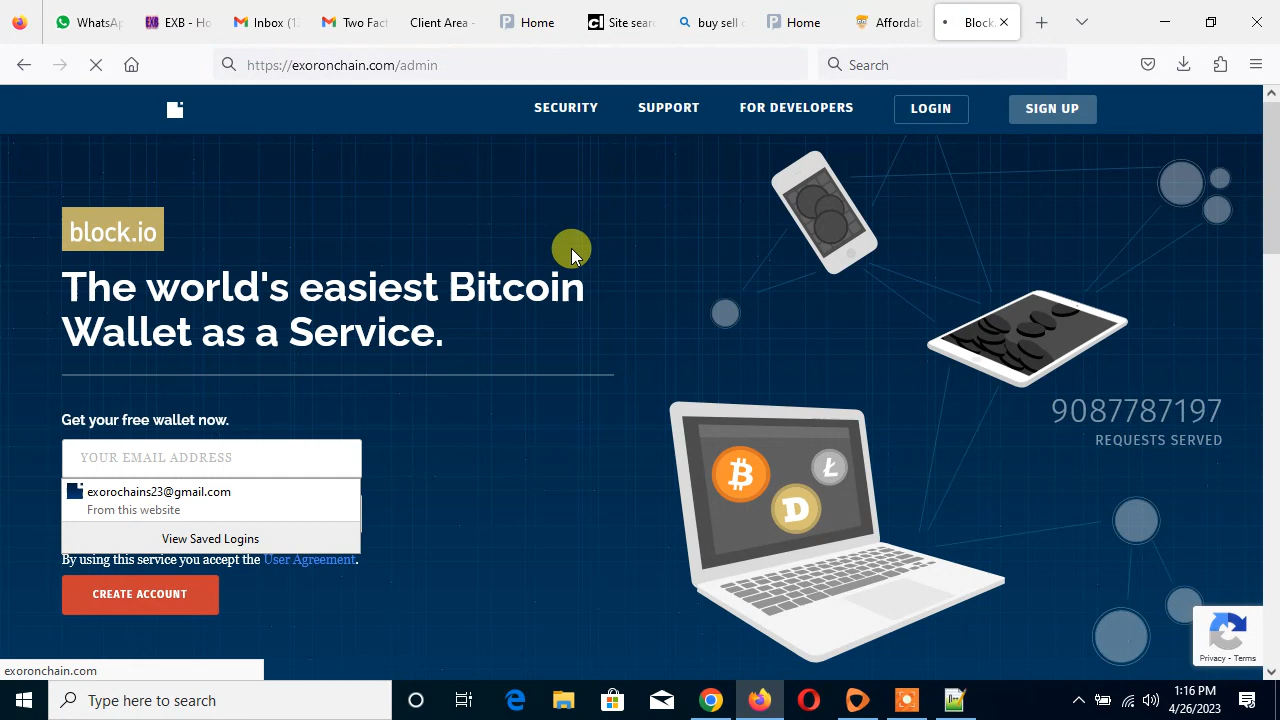 WhatsA
EXB - Ho
Inbox (12
Two Fact
Client Area -
Home
Site sear
buy sell c
Home
Affordab
Block.
https://exoronchain.com/admin
Search
SECURITY
SUPPORT
FOR DEVELOPERS
LOGIN
SIGN UP
block.io
The world's easiest Bitcoin
Wallet as a Service.
9087787197
REQUESTS SERVED
Get your free wallet now.
YOUR EMAIL ADDRESS
exorochains23@gmail.com
From this website
View Saved Logins
By using this service you accept the User Agreement.
CREATE ACCOUNT
Privacy - Terms
exoronchain.com
Type here to search
1:16 PM
4/26/2023